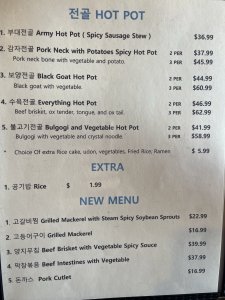 전골 HOT POT
1. 부대전골 Army Hot Pot ( Spicy Sausage Stew ) $36.99
2. 감자전골 Pork Neck with Potatoes Spicy Hot Pot 2 PER $37.99
Pork neck bone with vegetable and potato. 3 PER $45.99
3. 보양전골 Black Goat Hot Pot 2 PER $44.99
Black goat with vegetable. 3 PER $60.99
4. 수육전골 Everything Hot Pot 2 PER $46.99
Beef brisket, ox tender, tongue, and ox tail. 3 PER $62.99
5. 불고기전골 Bulgogi and Vegetable Hot Pot 2 PER $41.99
Bulgogi with vegetable and crystal noodle. 3 PER $58.99
* Choice Of extra Rice cake, udon, vegetables, Fried Rice, Ramen $ 5.99
EXTRA
1. 공기밥 Rice $ 1.99
NEW MENU
1. 고갈비찜 Grilled Mackerel with Steam Spicy Soybean Sprouts $22.99
2. 고등어구이 Grilled Mackerel $16.99
3. 양지무침 Beef Brisket with Vegetable Spicy Souce $39.99
4. 막창볶음 Beef Intestines with Vegetable $37.99
5. 돈까스 Pork Cutlet $16.99